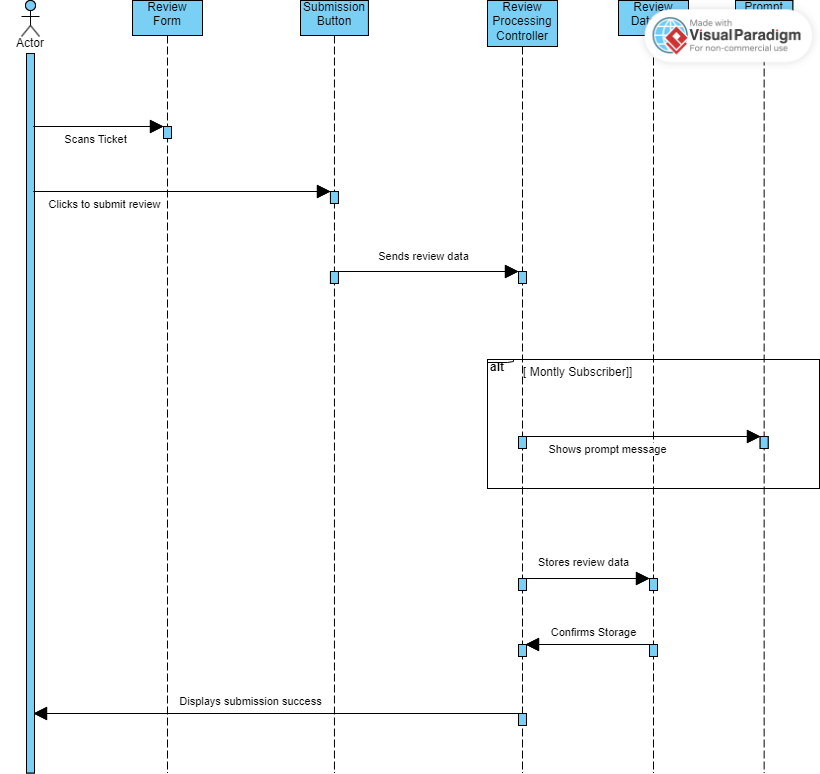 Actor
Review
Form
Submission
Button
Review
Processing
Controller
Review
Prompt
Made with
Visual Paradigm
For non-commercial use
Scans Ticket
Clicks to submit review
Sends review data
alt
[ Montly Subscriber]]
Shows prompt message
Stores review data
Confirms Storage
Displays submission success